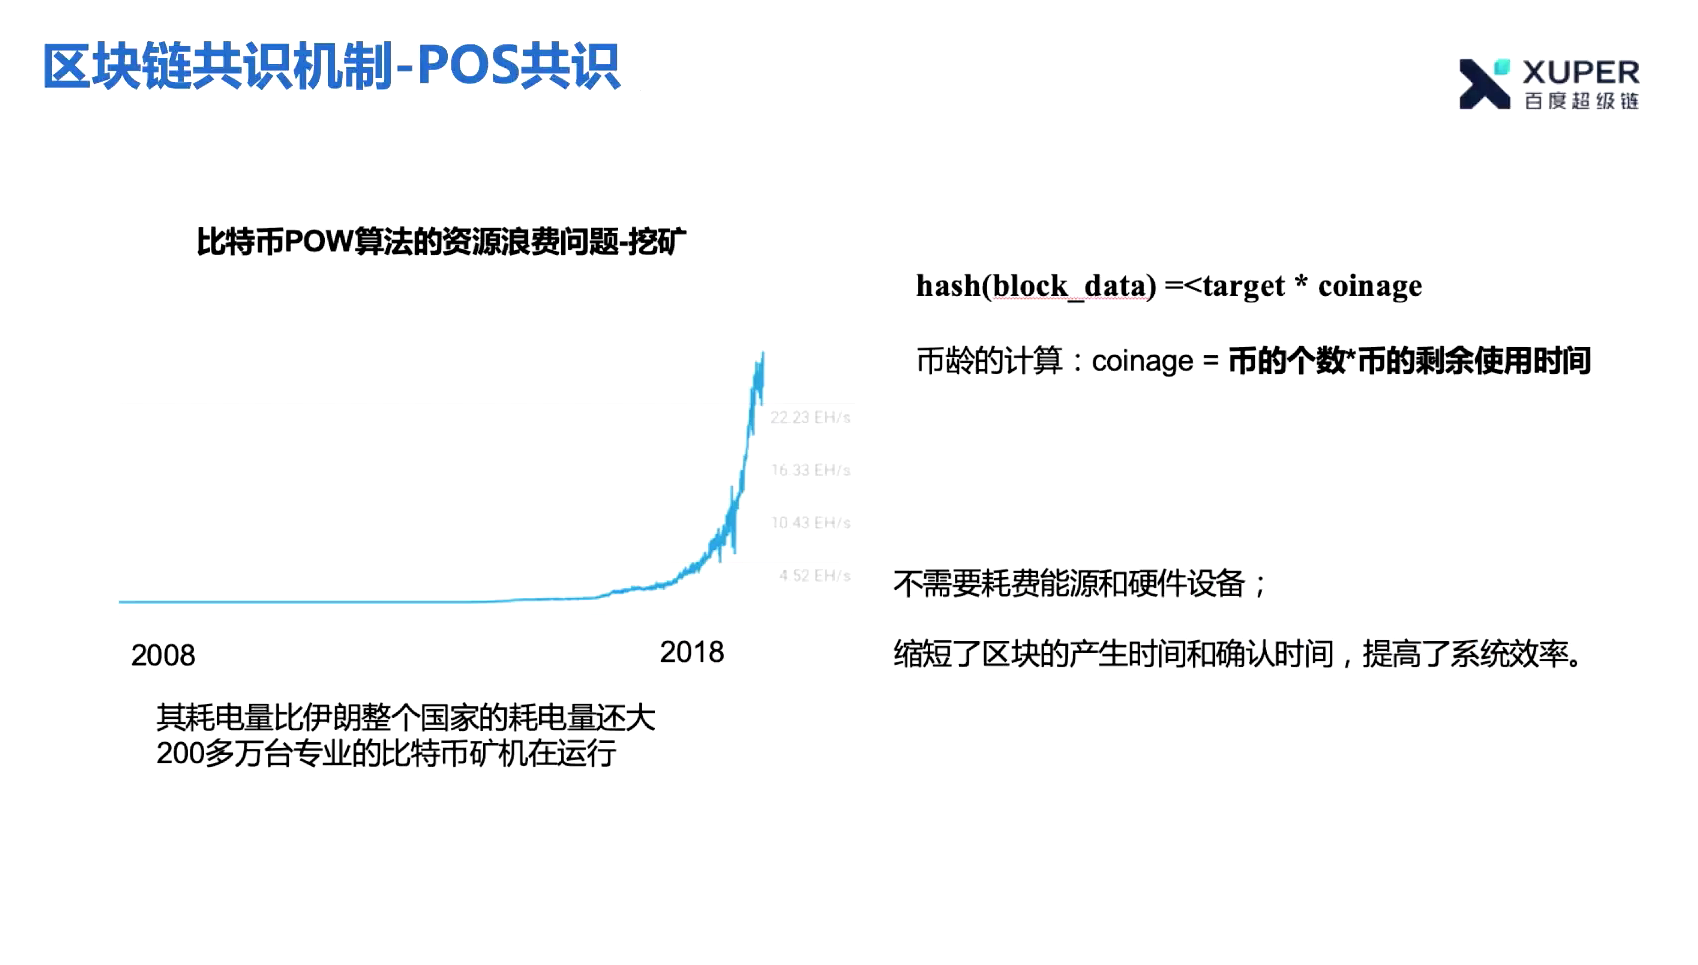 区块链共识机制-POS共识
XUPER
百度超级链
比特币POW算法的资源浪费问题-挖矿
22.23 EH/s
16.33 EH/s
10.43 EH/s
4.52 EH/s
2008
2018
其耗电量比伊朗整个国家的耗电量还大
200多万台专业的比特币矿机在运行
hash(block_data) =<target * coinage
币龄的计算：coinage = 币的个数*币的剩余使用时间
不需要耗费能源和硬件设备；
缩短了区块的产生时间和确认时间，提高了系统效率。